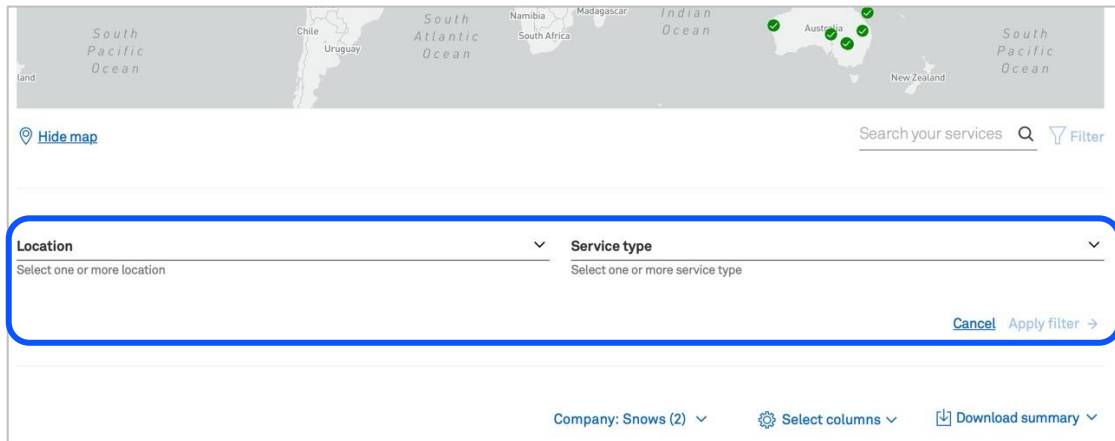 South Pacific Ocean
Chile
Uruguay
South Atlantic Ocean
Namibia
South Africa
Madagascar
Indian Ocean
Australia
New Zealand
South Pacific Ocean
land
Hide map
Search your services
Filter
Location
Service type
Select one or more location
Select one or more service type
Cancel Apply filter
Company: Snows (2) Select columns Download summary